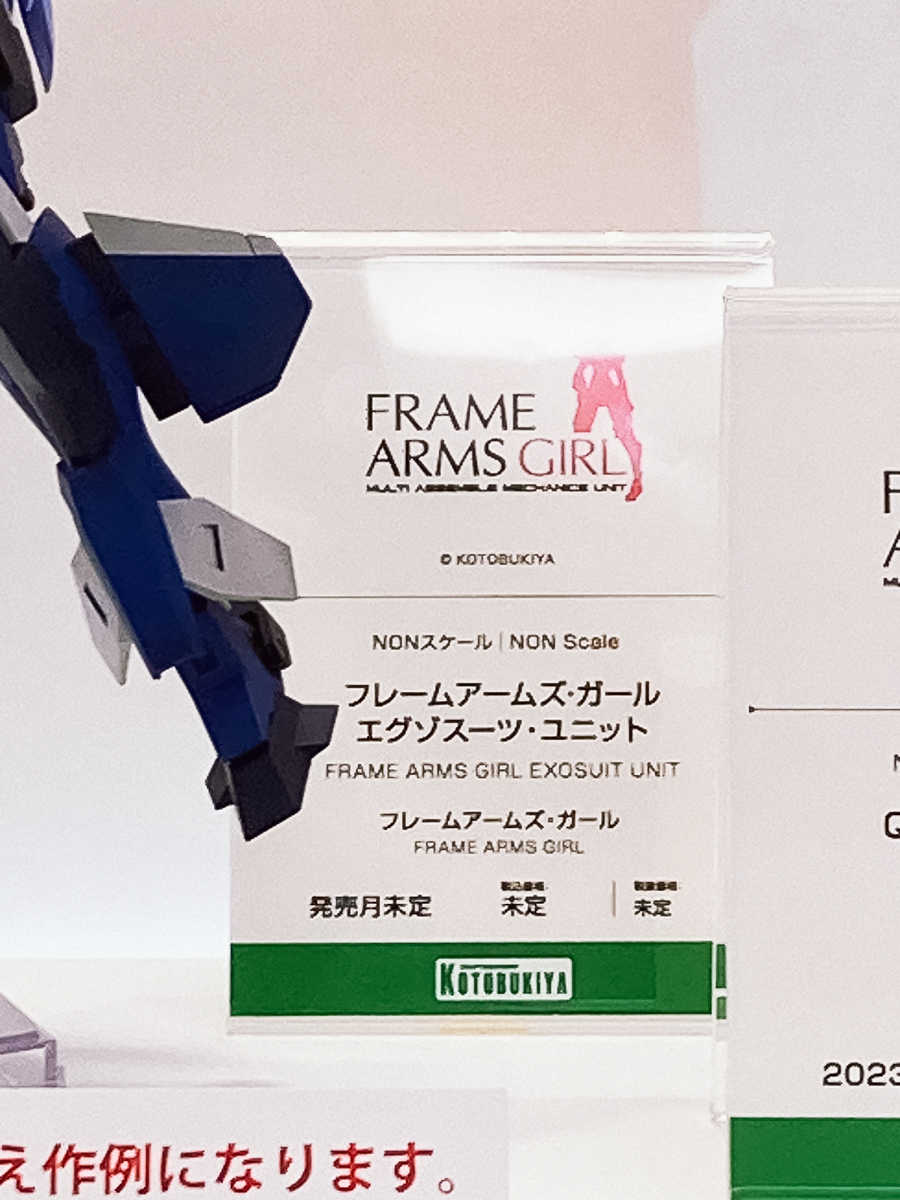 FRAME
ARMS GIRL
MULTI ASSEMBLE MECHANICS UNIT
© KOTOBUKIYA
NONスケール | NON Scale
フレームアームズ・ガール
エグゾスーツ・ユニット
FRAME ARMS GIRL EXOSUIT UNIT
フレームアームズ・ガール
FRAME ARMS GIRL
税込価格:
発売月未定 未定 | 未定
KOTOBUKIYA
2023
え作例になります。